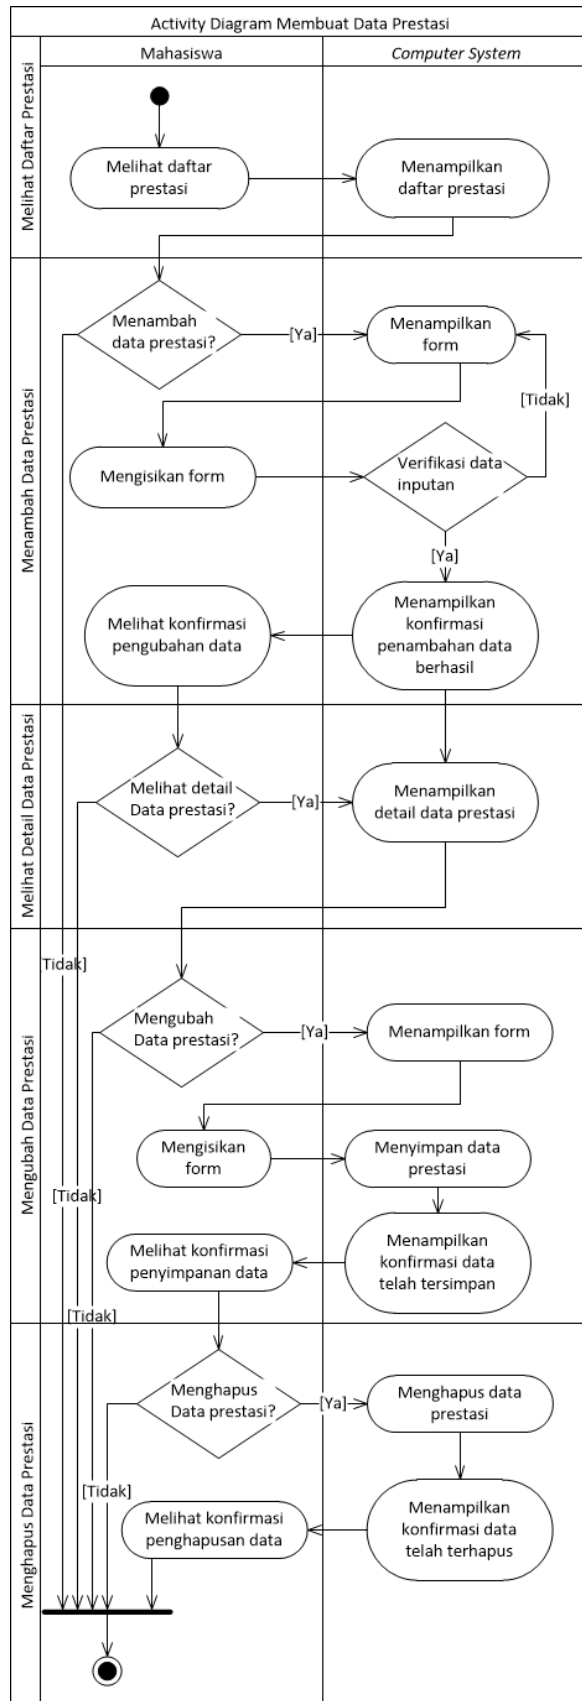 Activity Diagram Membuat Data Prestasi
Mahasiswa
Computer System
Melihat Daftar Prestasi
Melihat daftar
prestasi
Menampilkan
daftar prestasi
Menambah Data Prestasi
Menambah
data prestasi?
[Ya]
Menampilkan
form
[Tidak]
Mengisikan form
Verifikasi data
inputan
[Ya]
Melihat konfirmasi
pengubahan data
Menampilkan
konfirmasi
penambahan data
berhasil
Melihat Detail Data Prestasi
Melihat detail
Data prestasi?
[Ya]
Menampilkan
detail data prestasi
[Tidak]
Mengubah Data Prestasi
Mengubah
Data prestasi?
[Ya]
Menampilkan form
Mengisikan
form
Menyimpan data
prestasi
[Tidak]
Melihat konfirmasi
penyimpanan data
Menampilkan
konfirmasi data
telah tersimpan
[Tidak]
Menghapus Data Prestasi
Menghapus
Data prestasi?
[Ya]
Menghapus data
prestasi
[Tidak]
Melihat konfirmasi
penghapusan data
Menampilkan
konfirmasi data
telah terhapus